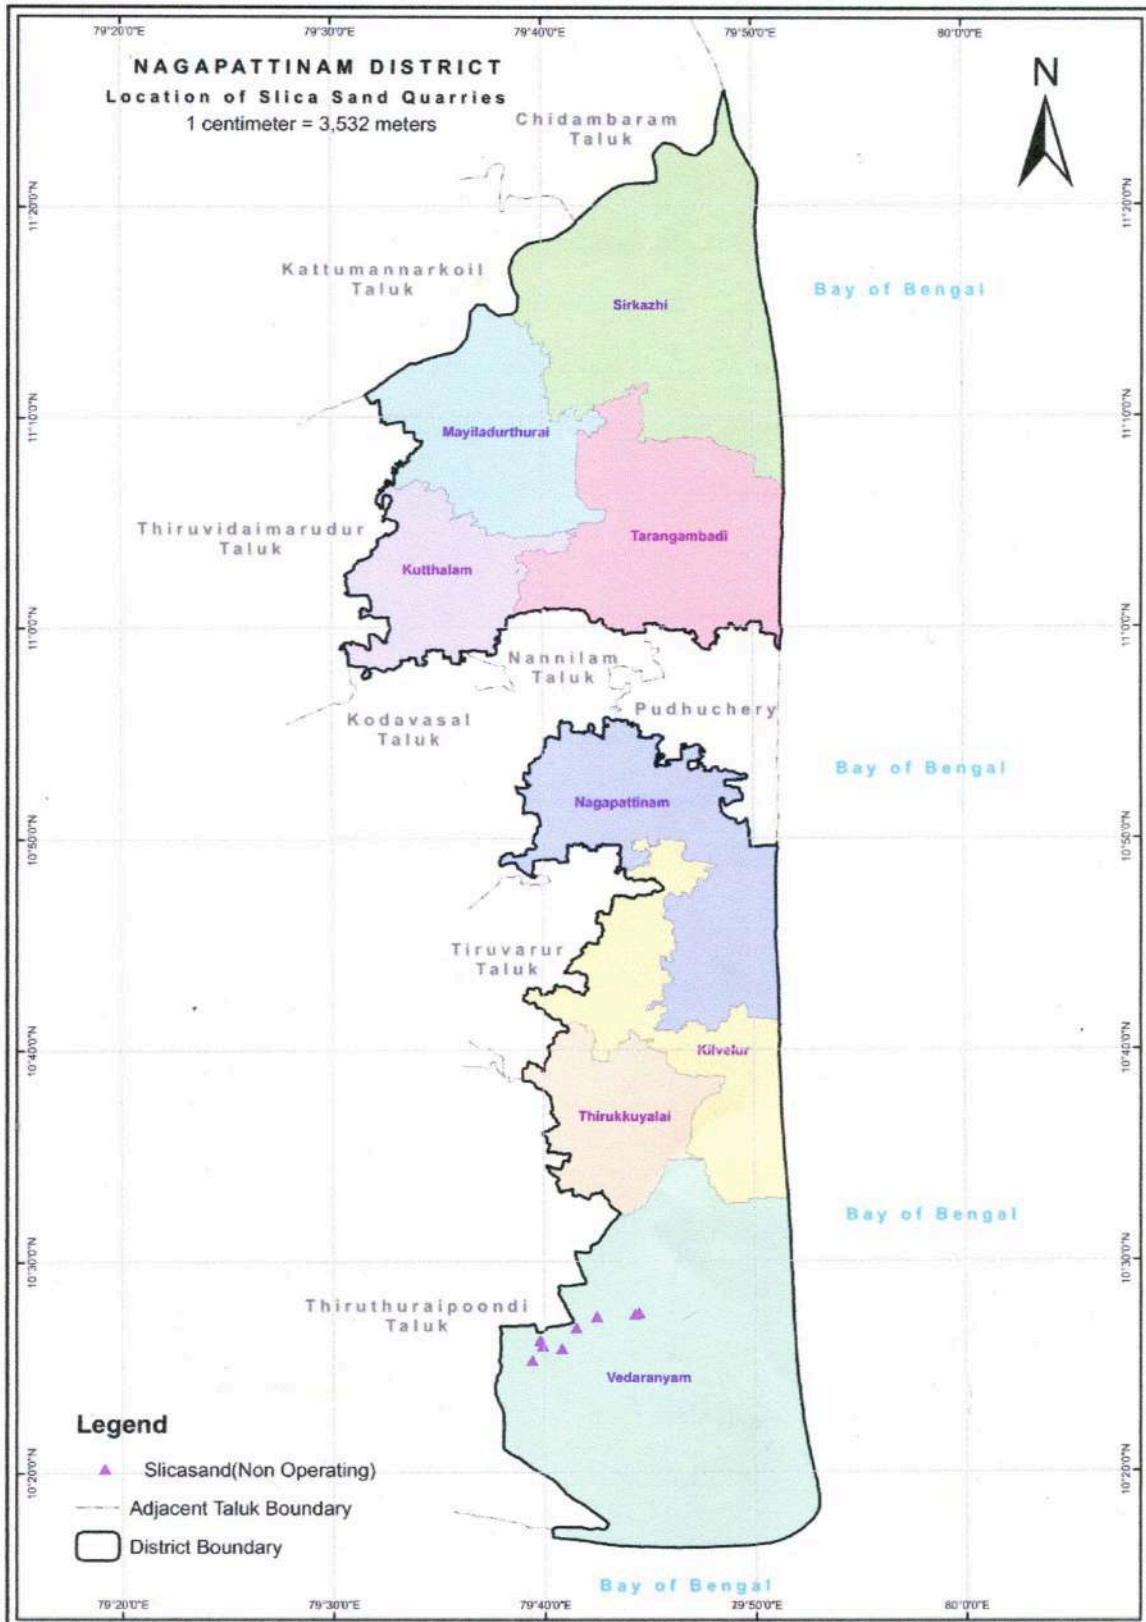 79°20'0"E
79°30'0"E
79°40'0"E
79°50'0"E
80°0'0"E
NAGAPATTINAM DISTRICT
Location of Slica Sand Quarries
1 centimeter = 3,532 meters
N
Chidambaram
Taluk
11°20'0"N
11°20'0"N
Kattumannarkoil
Taluk
Bay of Bengal
Sirkazhi
11°10'0"N
11°10'0"N
Mayiladurthurai
Thiruvidaimarudur
Taluk
Tarangambadi
Kutthalam
11°0'0"N
11°0'0"N
Nannilam
Taluk
Kodavasal
Taluk
Pudhuchery
Bay of Bengal
Nagapattinam
10°50'0"N
10°50'0"N
Tiruvarur
Taluk
10°40'0"N
10°40'0"N
Kilvelur
Thirukkuyalai
Bay of Bengal
10°30'0"N
10°30'0"N
Thiruthuraipoondi
Taluk
Vedaranyam
Legend
Slicasand(Non Operating)
10°20'0"N
10°20'0"N
Adjacent Taluk Boundary
District Boundary
Bay of Bengal
79°20'0"E
79°30'0"E
79°40'0"E
79°50'0"E
80°0'0"E